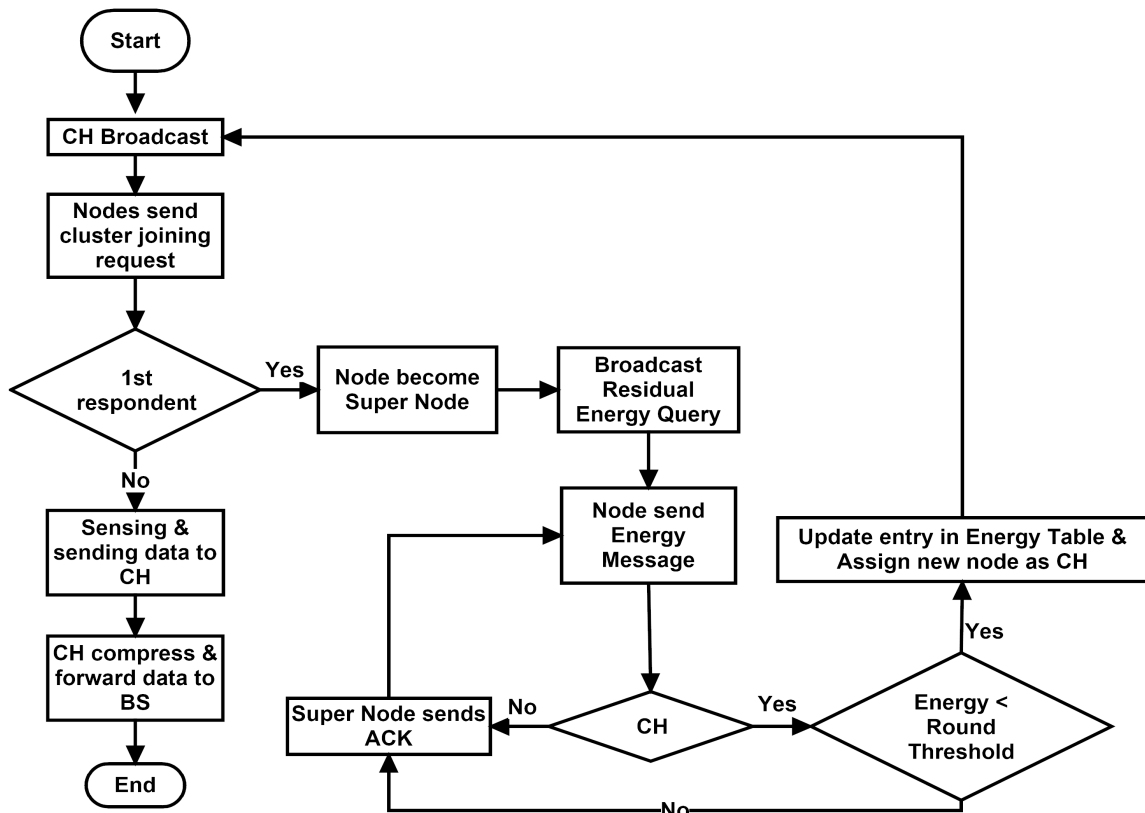 Start
CH Broadcast
Nodes send
cluster joining
request
1st
respondent
Yes
Node become
Super Node
Broadcast
Residual
Energy Query
No
Sensing &
sending data to
CH
CH compress &
forward data to
BS
End
Node send
Energy
Message
Update entry in Energy Table &
Assign new node as CH
Yes
Super Node sends
ACK
No
CH
Yes
Energy <
Round
Threshold
No